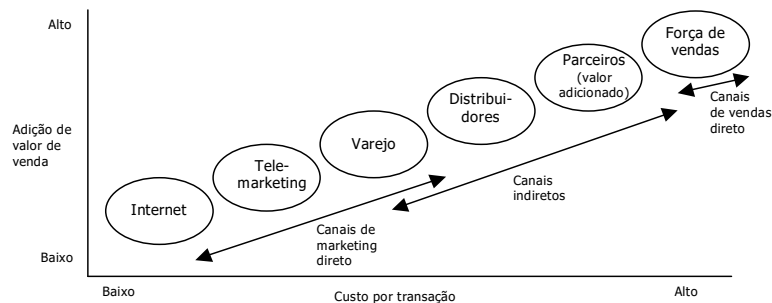 Alto
Força de
vendas
Parceiros
(valor
adicionado)
Distribui-
dores
Canais
de vendas
direto
Adição de
valor de
venda
Varejo
Tele-
marketing
Canais
indiretos
Internet
Canais de
marketing
direto
Baixo
Baixo
Custo por transação
Alto